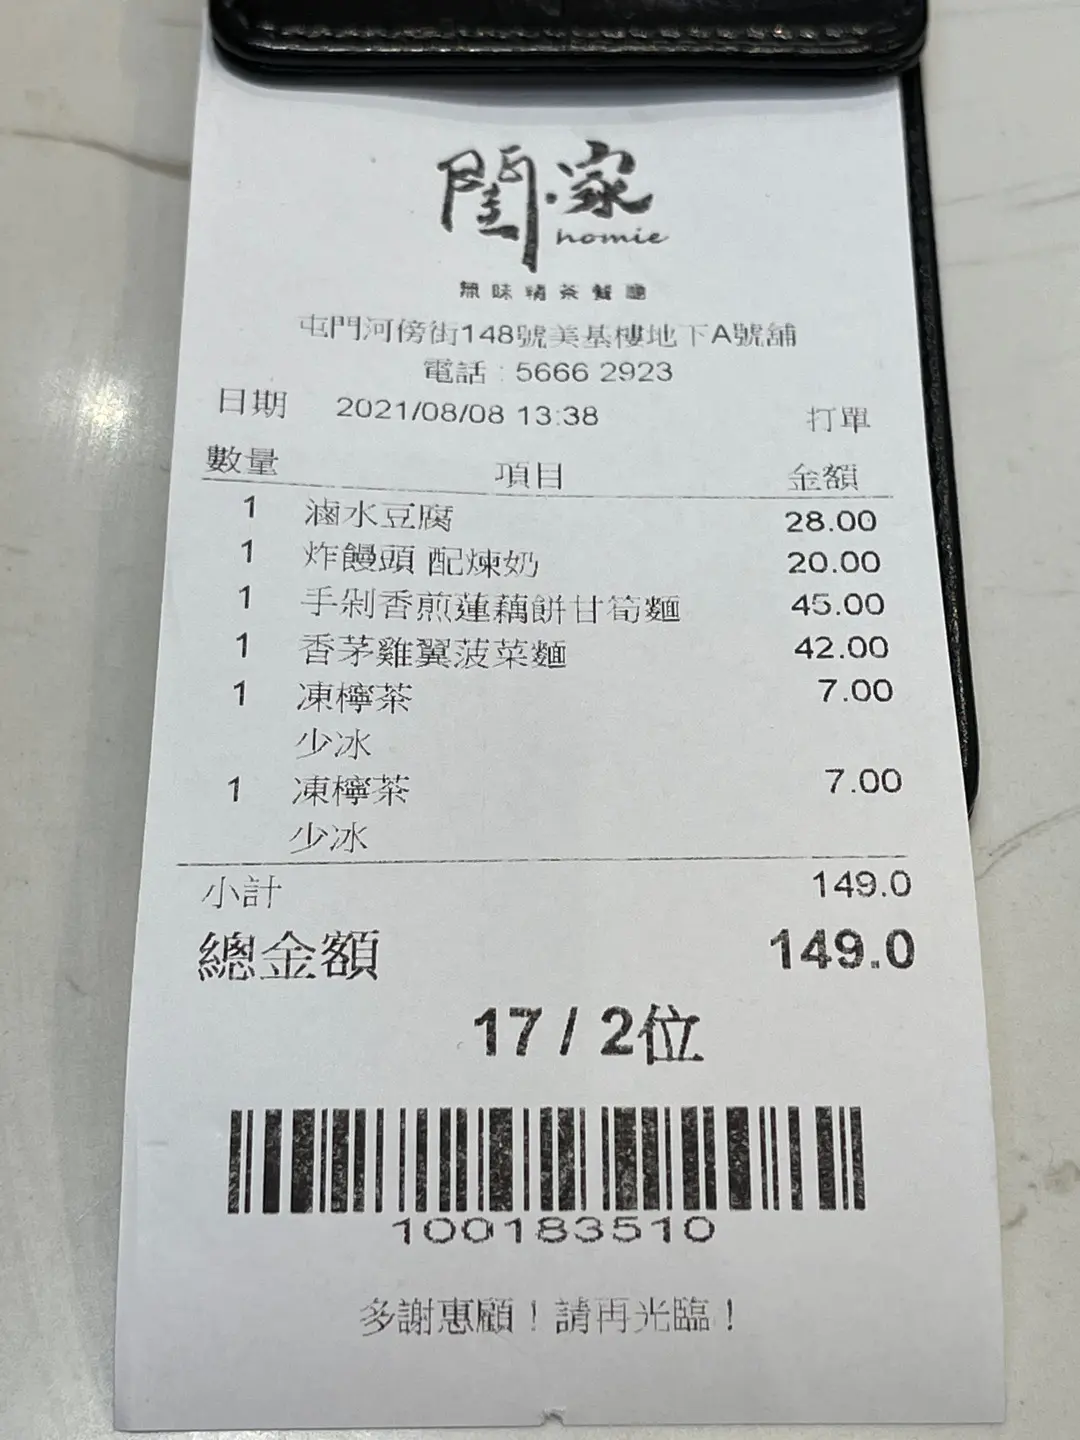 閨·家
homie
無味精茶餐廳
屯門河傍街148號美基樓地下A號舖
電話 : 5666 2923
日期 2021/08/08 13:38 打單
數量 項目 金額
1 滷水豆腐 28.00
1 炸饅頭 配煉奶 20.00
1 手剁香煎蓮藕餅甘筍麵 45.00
1 香茅雞翼菠菜麵 42.00
1 凍檸茶 7.00
少冰
1 凍檸茶 7.00
少冰
小計 149.0
總金額 149.0
17 / 2位
100183510
多謝惠顧！請再光臨！